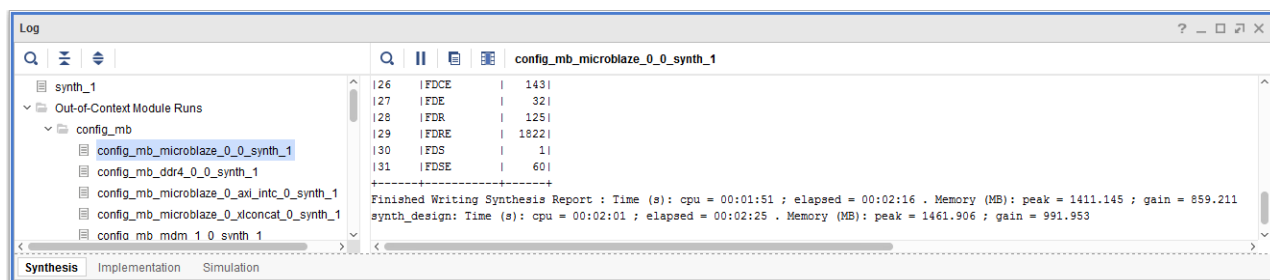 Log
config_mb_microblaze_0_0_synth_1
synth_1
Out-of-Context Module Runs
config_mb
config_mb_microblaze_0_0_synth_1
config_mb_ddr4_0_0_synth_1
config_mb_microblaze_0_axi_intc_0_synth_1
config_mb_microblaze_0_xlconcat_0_synth_1
config_mb_mdm_1_0_synth_1
|26 |FDCE | 143|
|27 |FDE | 32|
|28 |FDR | 125|
|29 |FDRE | 1822|
|30 |FDS | 1|
|31 |FDSE | 60|
+------+-----------+------+
Finished Writing Synthesis Report : Time (s): cpu = 00:01:51 ; elapsed = 00:02:16 . Memory (MB): peak = 1411.145 ; gain = 859.211
synth_design: Time (s): cpu = 00:02:01 ; elapsed = 00:02:25 . Memory (MB): peak = 1461.906 ; gain = 991.953
Synthesis Implementation Simulation